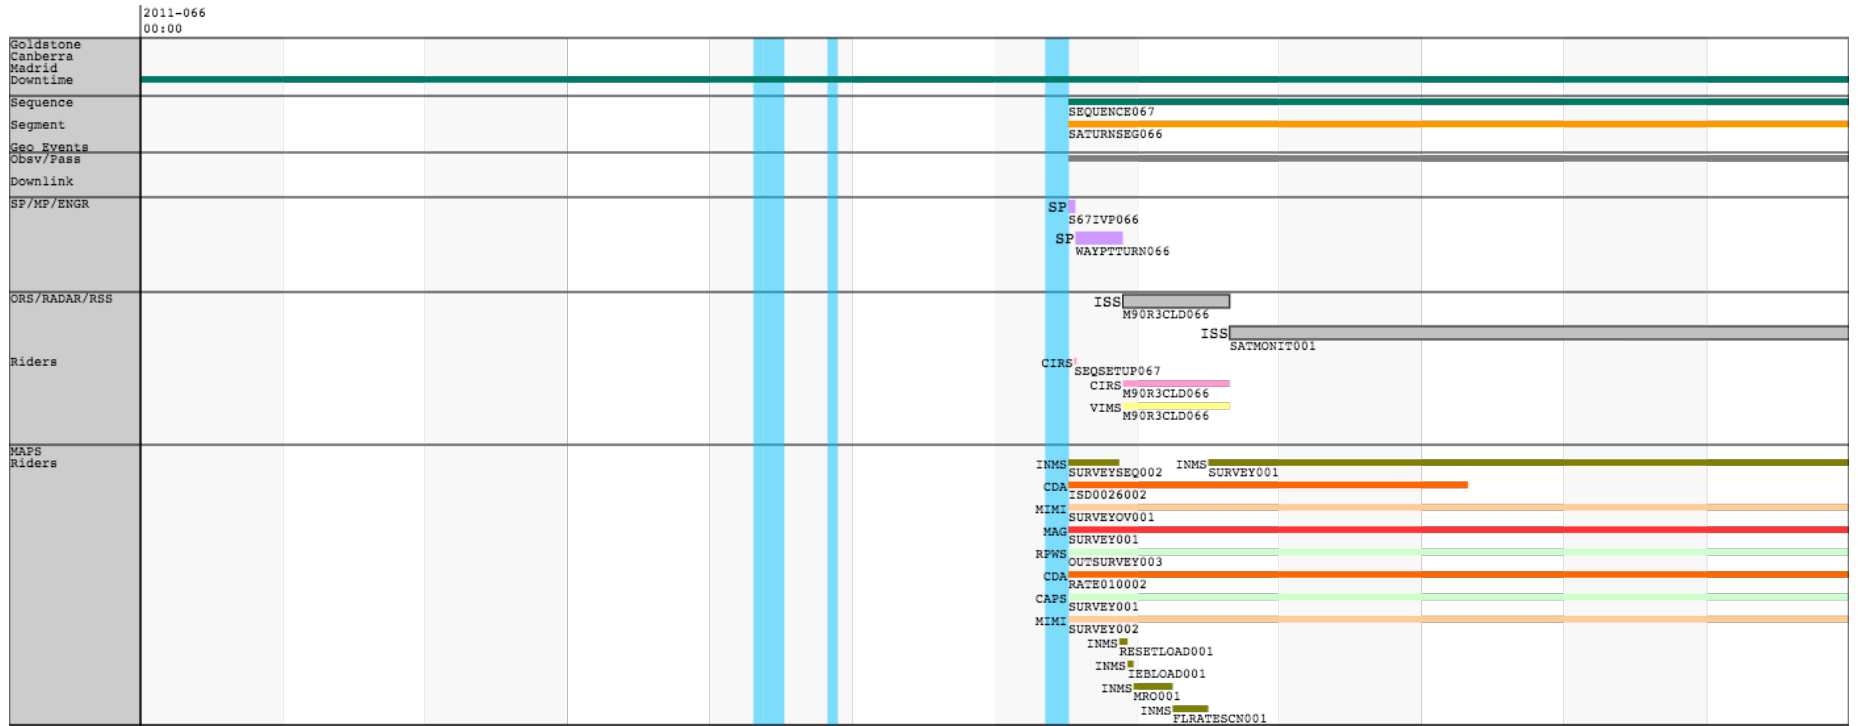 2011-066
00:00
Goldstone
Canberra
Madrid
Downtime
Sequence
SEQUENCE067
Segment
SATURNSEG066
Geo Events
Obsv/Pass
Downlink
SP/MP/ENGR
SP
S67IVP066
SP
WAYPTTURN066
ORS/RADAR/RSS
ISS
M90R3CLD066
ISS
SATMONIT001
Riders
CIRS
SEQSETUP067
CIRS
M90R3CLD066
VIMS
M90R3CLD066
MAPS
Riders
INMS INMS
SURVEYSEQ002 SURVEY001
CDA
ISD0026002
MIMI
SURVEYOV001
MAG
SURVEY001
RPWS
OUTSURVEY003
CDA
RATE010002
CAPS
SURVEY001
MIMI
SURVEY002
INMS
RESETLOAD001
INMS
IEBLOAD001
INMS
MRO001
INMS
FLRATESCN001